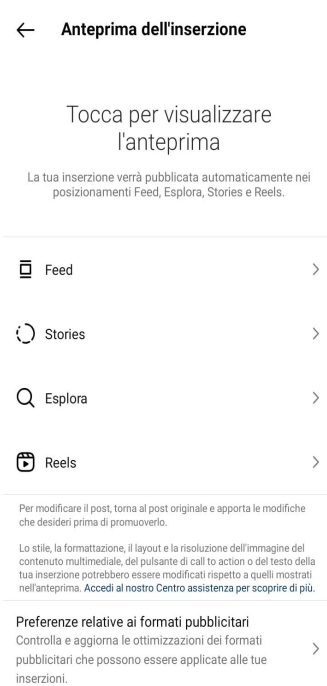 Anteprima dell'inserzione
Tocca per visualizzare
l'anteprima
La tua inserzione verrà pubblicata automaticamente nei
posizionamenti Feed, Esplora, Stories e Reels.
Feed
Stories
Esplora
Reels
Per modificare il post, torna al post originale e apporta le modifiche
che desideri prima di promuoverlo.
Lo stile, la formattazione, il layout e la risoluzione dell'immagine del
contenuto multimediale, del pulsante di call to action o del testo della
tua inserzione potrebbero essere modificati rispetto a quelli mostrati
nell'anteprima. Accedi al nostro Centro assistenza per scoprire di più.
Preferenze relative ai formati pubblicitari
Controlla e aggiorna le ottimizzazioni dei formati
pubblicitari che possono essere applicate alle tue
inserzioni.